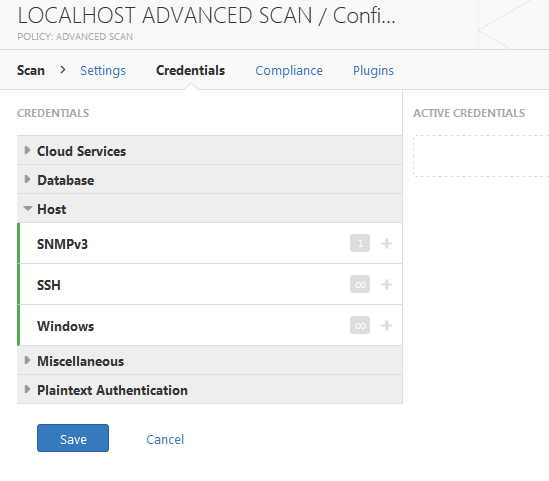 LOCALHOST ADVANCED SCAN / Confi...
POLICY: ADVANCED SCAN
Scan > Settings Credentials Compliance Plugins
CREDENTIALS
ACTIVE CREDENTIALS
Cloud Services
Database
Host
SNMPv3 1 +
SSH ∞ +
Windows ∞ +
Miscellaneous
Plaintext Authentication
Save Cancel